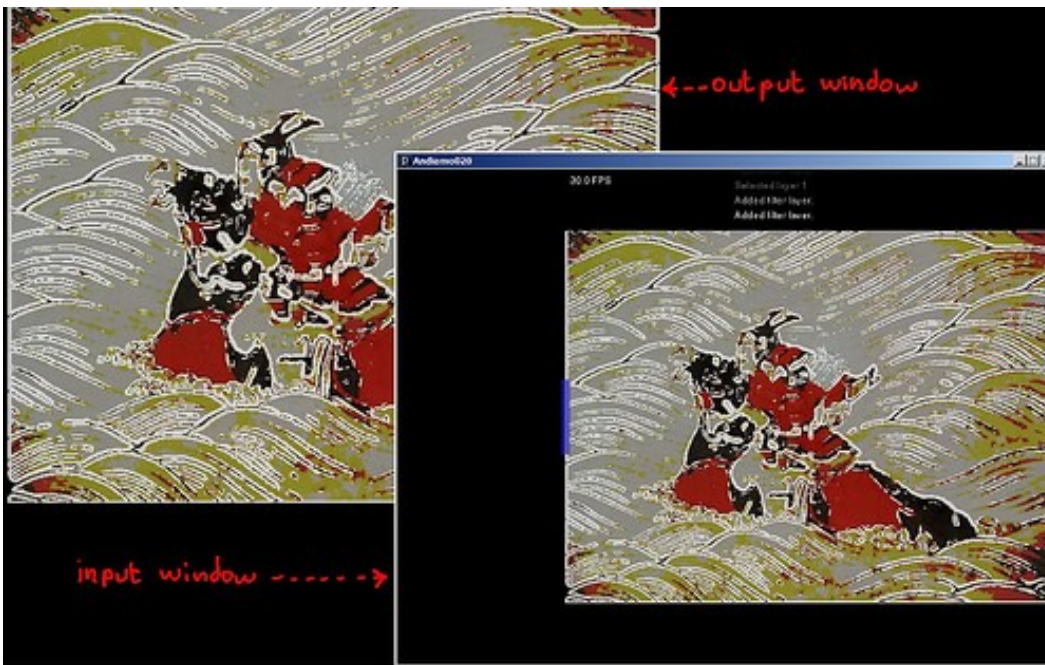 <--output window
Andiemo020
30.0 FPS
Selected layer 1
Added filter layer.
Added filter layer.
input window ------>